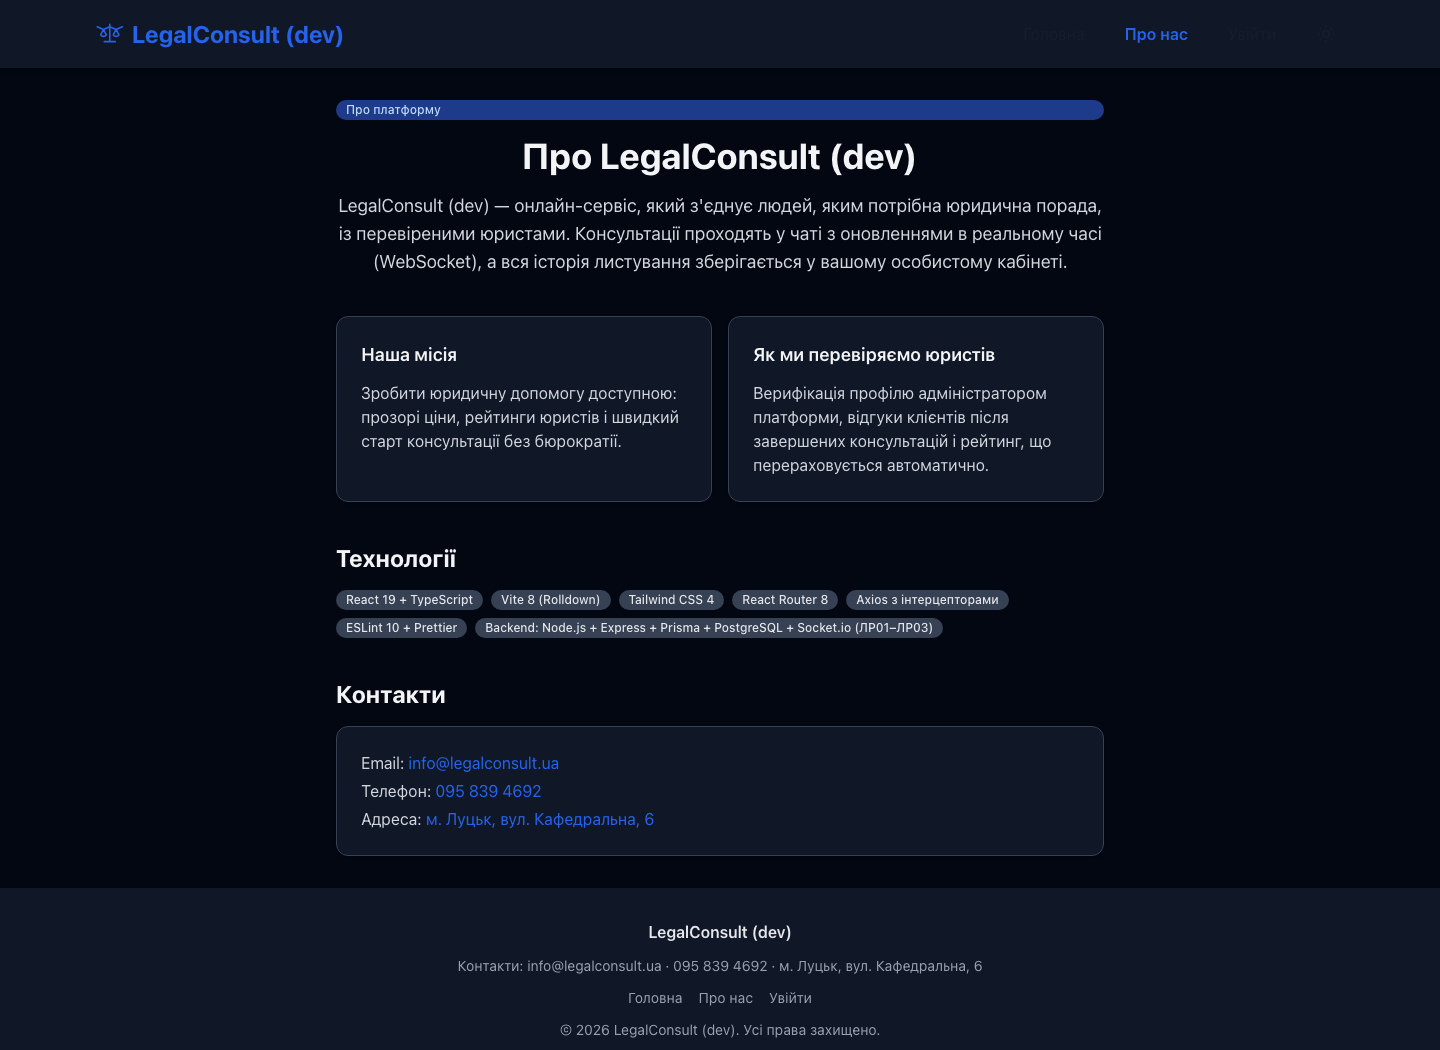 LegalConsult (dev)
Головна
Про нас
Увійти
Про платформу
Про LegalConsult (dev)
LegalConsult (dev) — онлайн-сервіс, який з'єднує людей, яким потрібна юридична порада,
із перевіреними юристами. Консультації проходять у чаті з оновленнями в реальному часі
(WebSocket), а вся історія листування зберігається у вашому особистому кабінеті.
Наша місія
Зробити юридичну допомогу доступною:
прозорі ціни, рейтинги юристів і швидкий
старт консультації без бюрократії.
Як ми перевіряємо юристів
Верифікація профілю адміністратором
платформи, відгуки клієнтів після
завершених консультацій і рейтинг, що
перераховується автоматично.
Технології
React 19 + TypeScript
Vite 8 (Rolldown)
Tailwind CSS 4
React Router 8
Axios з інтерцепторами
ESLint 10 + Prettier
Backend: Node.js + Express + Prisma + PostgreSQL + Socket.io (ЛР01–ЛР03)
Контакти
Email: info@legalconsult.ua
Телефон: 095 839 4692
Адреса: м. Луцьк, вул. Кафедральна, 6
LegalConsult (dev)
Контакти: info@legalconsult.ua · 095 839 4692 · м. Луцьк, вул. Кафедральна, 6
Головна Про нас Увійти
© 2026 LegalConsult (dev). Усі права захищено.